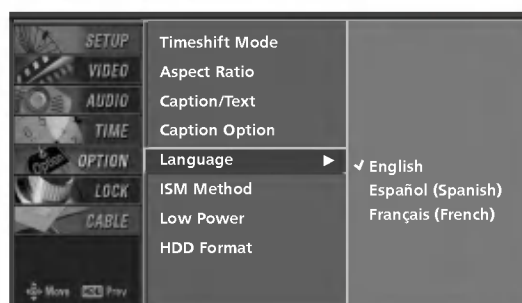 SETUP
VIDEO
AUDIO
TIME
OPTION
LOCK
CABLE
Move Prev
Timeshift Mode
Aspect Ratio
Caption/Text
Caption Option
Language ▶
ISM Method
Low Power
HDD Format
✓ English
Español (Spanish)
Français (French)